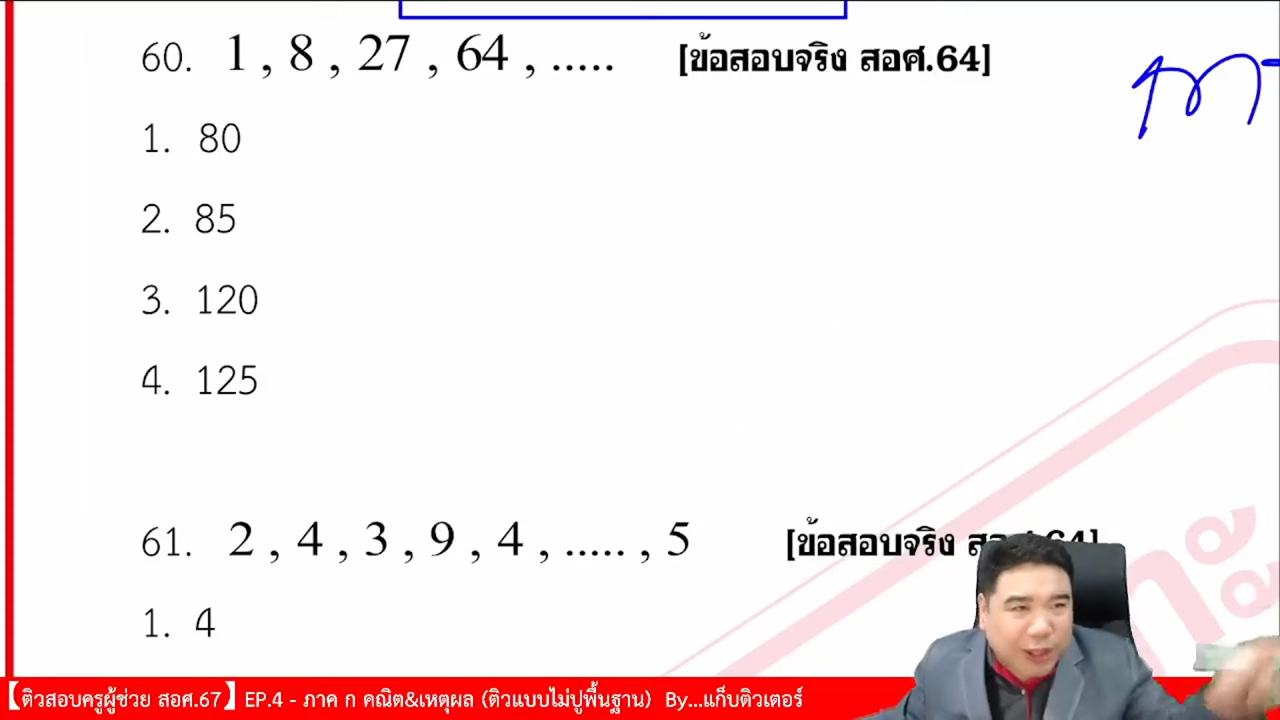 60. 1 , 8 , 27 , 64 , ..... [ข้อสอบจริง สอศ.64]
1. 80
2. 85
3. 120
4. 125
61. 2 , 4 , 3 , 9 , 4 , ..... , 5 [ข้อสอบจริง
1. 4
【ติวสอบครูผู้ช่วย สอศ.67】 EP.4 - ภาค ก คณิต&เหตุผล (ติวแบบไม่ปูพื้นฐาน) By...แก็บติวเตอร์